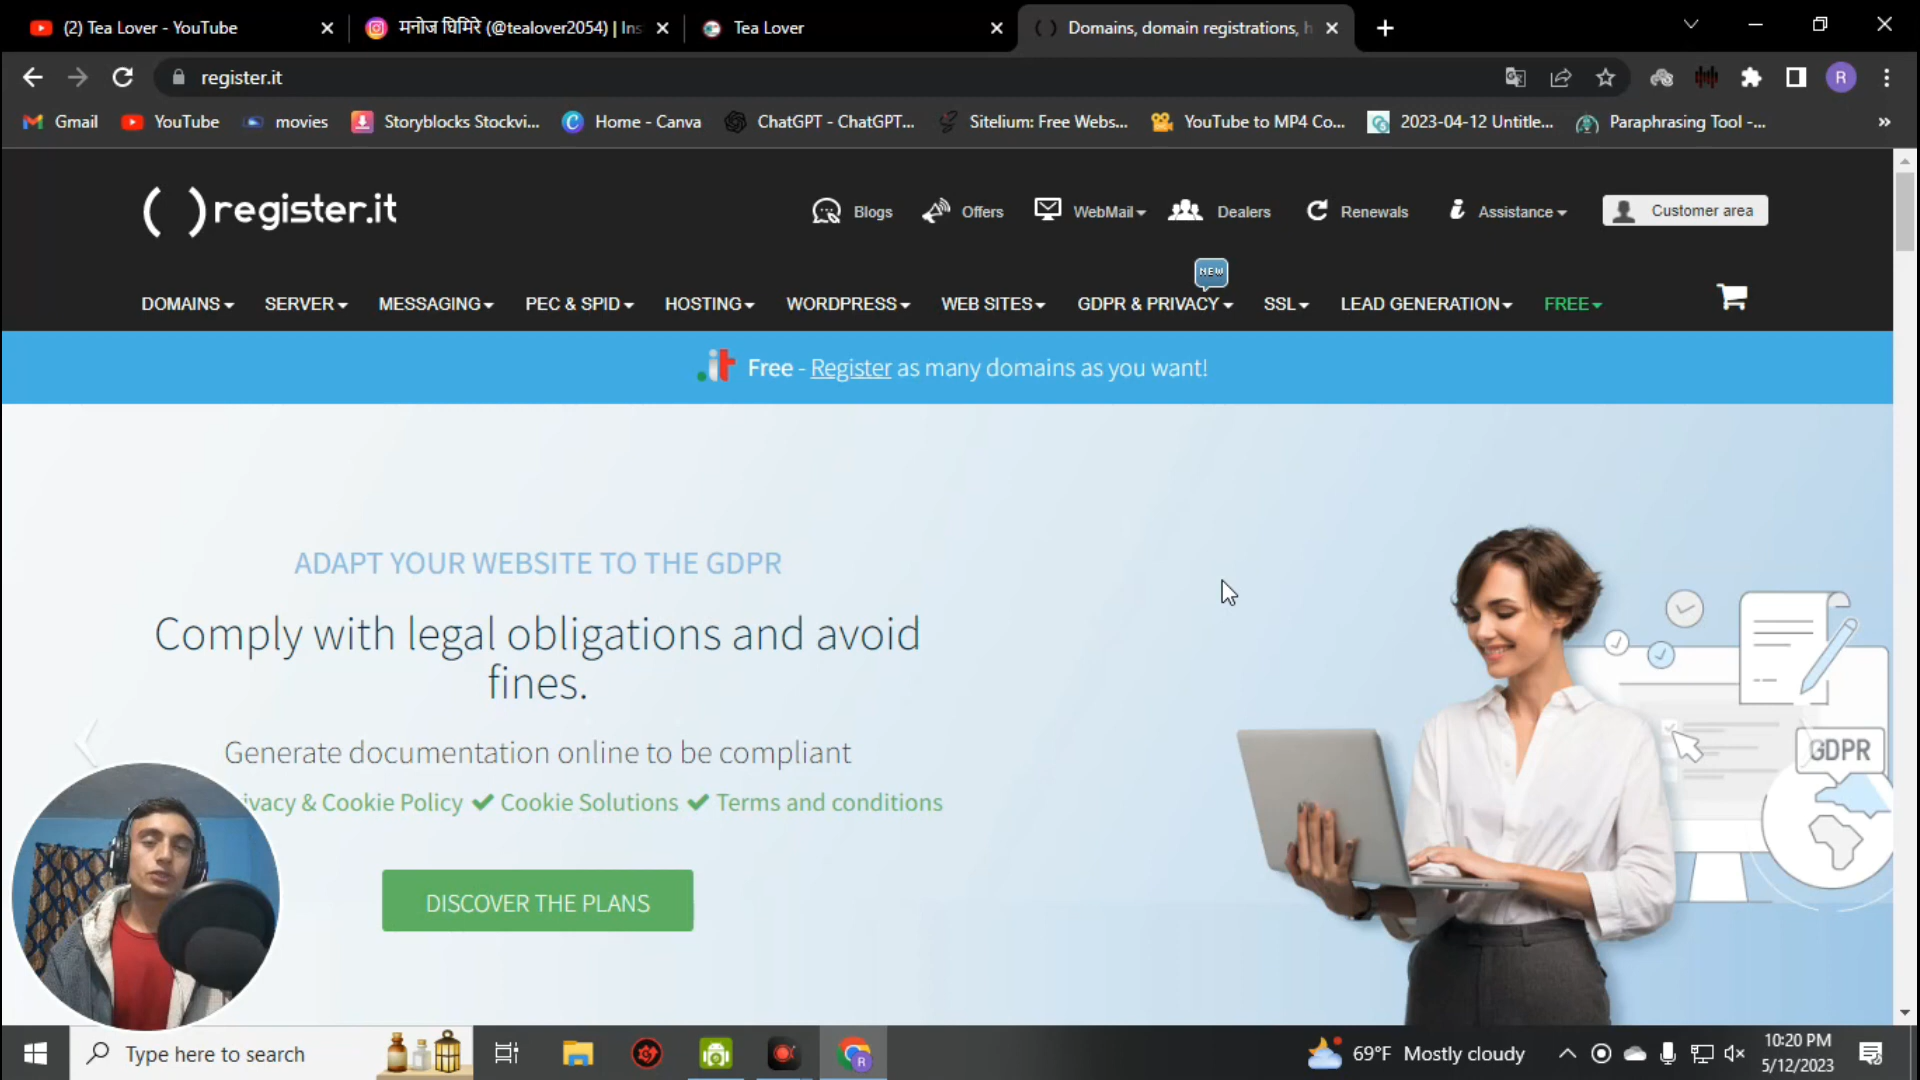 (2) Tea Lover - YouTube
मनोज घिमिरे (@tealover2054) | Ins
Tea Lover
Domains, domain registrations, h
register.it
R
Gmail
YouTube
movies
Storyblocks Stockvi...
Home - Canva
ChatGPT - ChatGPT...
Sitelium: Free Webs...
YouTube to MP4 Co...
2023-04-12 Untitle...
Paraphrasing Tool -...
»
( ) register.it
Blogs
Offers
WebMail
Dealers
Renewals
Assistance
Customer area
NEW
DOMAINS
SERVER
MESSAGING
PEC & SPID
HOSTING
WORDPRESS
WEB SITES
GDPR & PRIVACY
SSL
LEAD GENERATION
FREE
.it Free - Register as many domains as you want!
ADAPT YOUR WEBSITE TO THE GDPR
Comply with legal obligations and avoid
fines.
Generate documentation online to be compliant
ivacy & Cookie Policy ✔ Cookie Solutions ✔ Terms and conditions
DISCOVER THE PLANS
GDPR
Type here to search
R
69°F Mostly cloudy
10:20 PM
5/12/2023